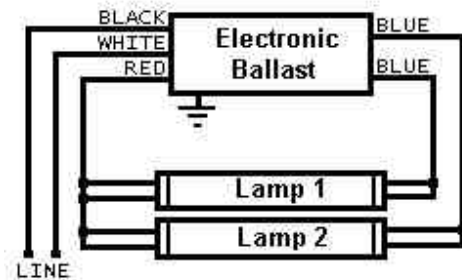 BLACK
WHITE
RED
Electronic
Ballast
BLUE
BLUE
Lamp 1
Lamp 2
LINE